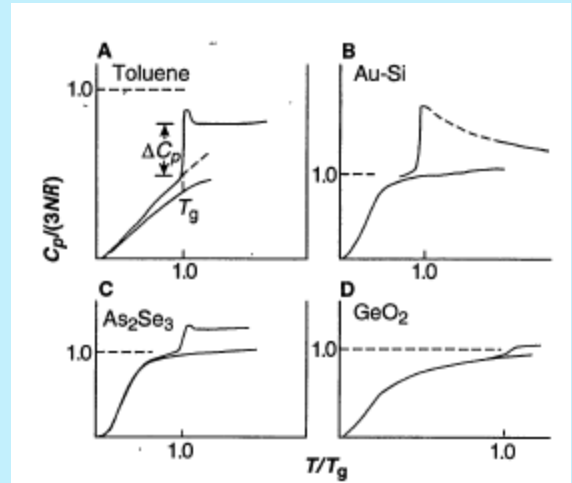 A
Toluene
1.0
ΔCp
Tg
1.0
B
Au-Si
1.0
1.0
Cp/(3NR)
C
As2Se3
1.0
1.0
D
GeO2
1.0
1.0
T/Tg